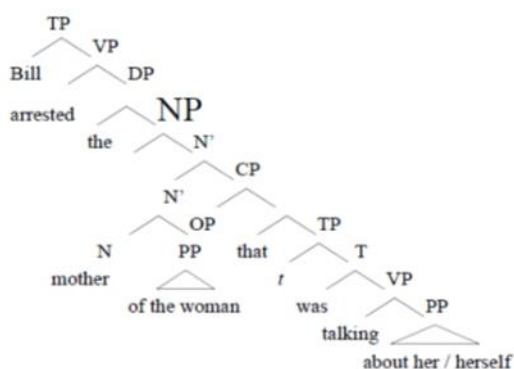 TP
VP
Bill
DP
arrested
NP
the
N'
CP
N'
OP
TP
N
PP
that
T
mother
t
VP
of the woman
was
PP
talking
about her / herself